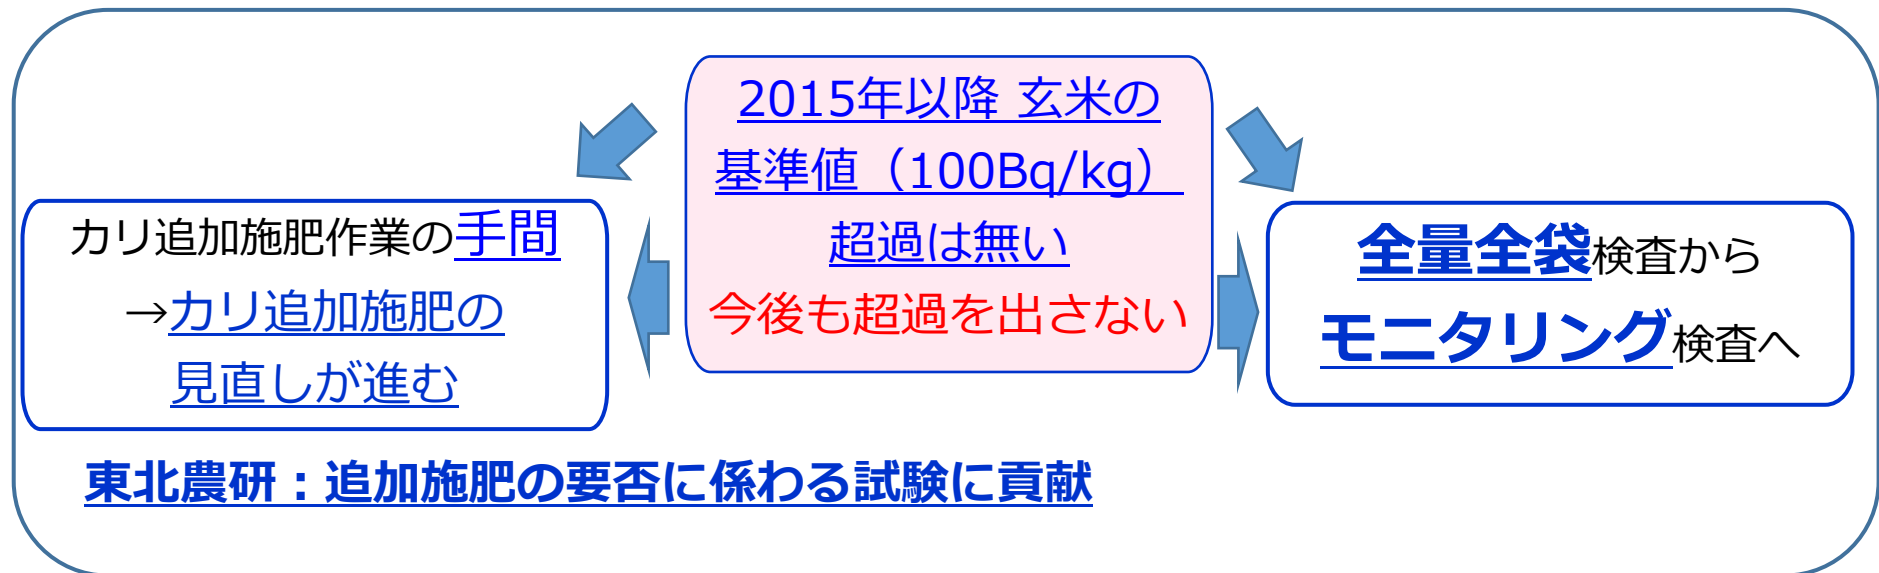 2015年以降 玄米の
基準値（100Bq/kg）
超過は無い
今後も超過を出さない
カリ追加施肥作業の手間
→カリ追加施肥の
見直しが進む
全量全袋検査から
モニタリング検査へ
東北農研：追加施肥の要否に係わる試験に貢献